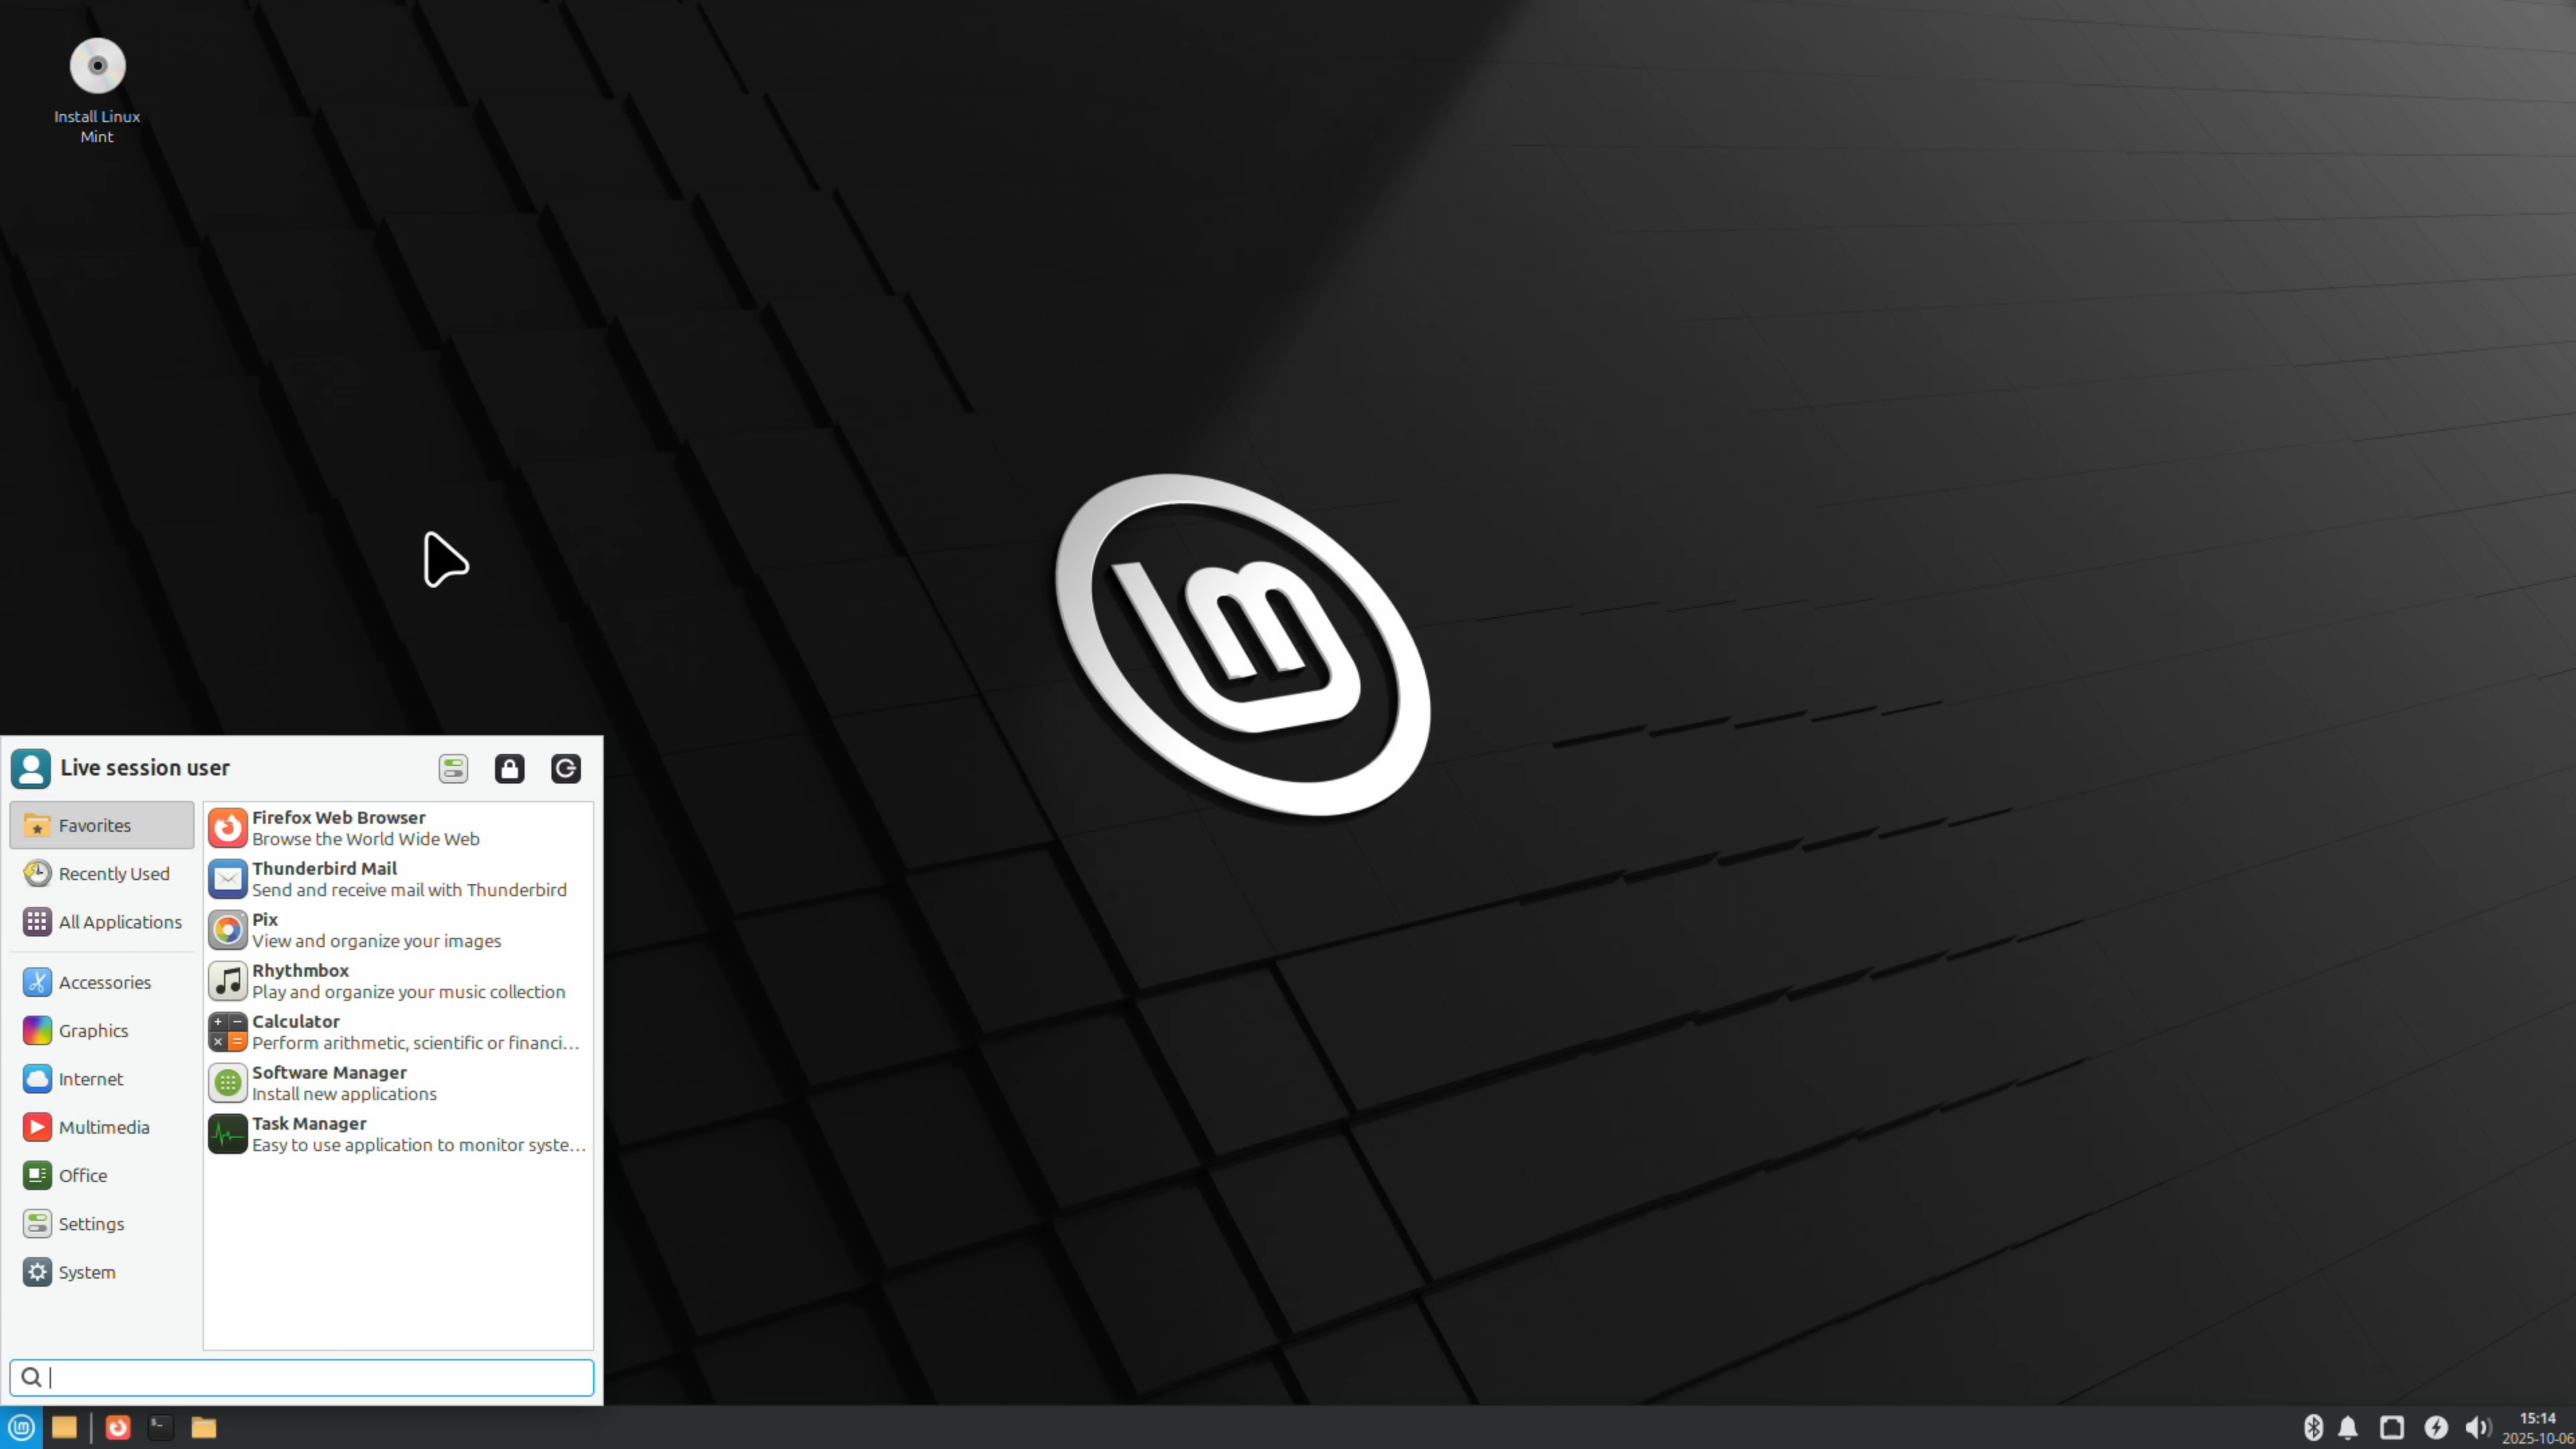 Install Linux
Mint
Live session user
Favorites
Recently Used
All Applications
Accessories
Graphics
Internet
Multimedia
Office
Settings
System
Firefox Web Browser
Browse the World Wide Web
Thunderbird Mail
Send and receive mail with Thunderbird
Pix
View and organize your images
Rhythmbox
Play and organize your music collection
Calculator
Perform arithmetic, scientific or financi...
Software Manager
Install new applications
Task Manager
Easy to use application to monitor syste...
15:14
2025-10-06